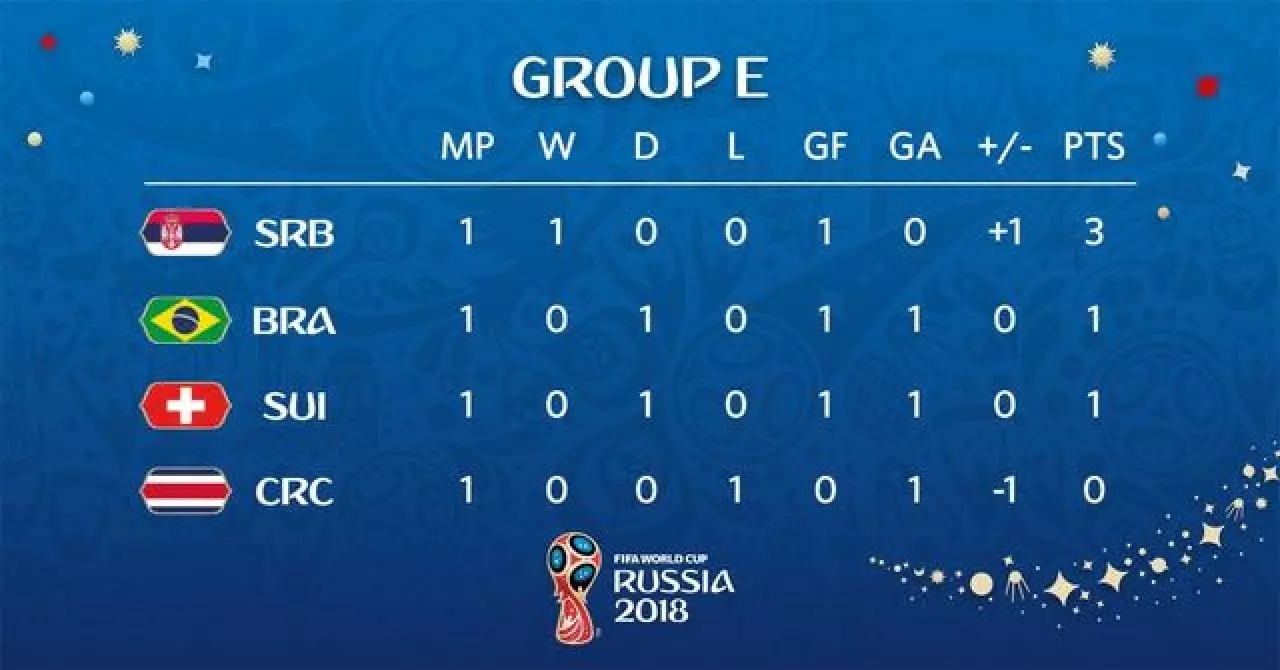 GROUP E
MP W D L GF GA +/- PTS
SRB 1 1 0 0 1 0 +1 3
BRA 1 0 1 0 1 1 0 1
SUI 1 0 1 0 1 1 0 1
CRC 1 0 0 1 0 1 -1 0
FIFA WORLD CUP
RUSSIA
2018